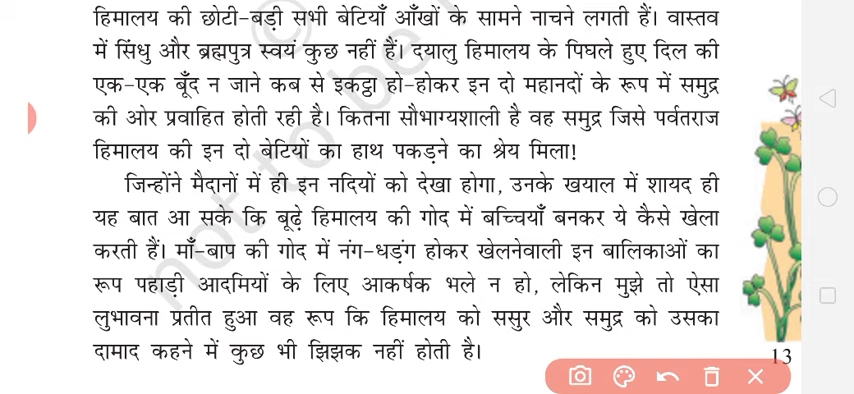 हिमालय की छोटी-बड़ी सभी बेटियाँ आँखों के सामने नाचने लगती हैं। वास्तव
में सिंधु और ब्रह्मपुत्र स्वयं कुछ नहीं हैं। दयालु हिमालय के पिघले हुए दिल की
एक-एक बूँद न जाने कब से इकट्ठा हो-होकर इन दो महानदों के रूप में समुद्र
की ओर प्रवाहित होती रही है। कितना सौभाग्यशाली है वह समुद्र जिसे पर्वतराज
हिमालय की इन दो बेटियों का हाथ पकड़ने का श्रेय मिला!
जिन्होंने मैदानों में ही इन नदियों को देखा होगा, उनके खयाल में शायद ही
यह बात आ सके कि बूढ़े हिमालय की गोद में बच्चियाँ बनकर ये कैसे खेला
करती हैं। माँ-बाप की गोद में नंग-धड़ंग होकर खेलनेवाली इन बालिकाओं का
रूप पहाड़ी आदमियों के लिए आकर्षक भले न हो, लेकिन मुझे तो ऐसा
लुभावना प्रतीत हुआ वह रूप कि हिमालय को ससुर और समुद्र को उसका
दामाद कहने में कुछ भी झिझक नहीं होती है।
13
not to be